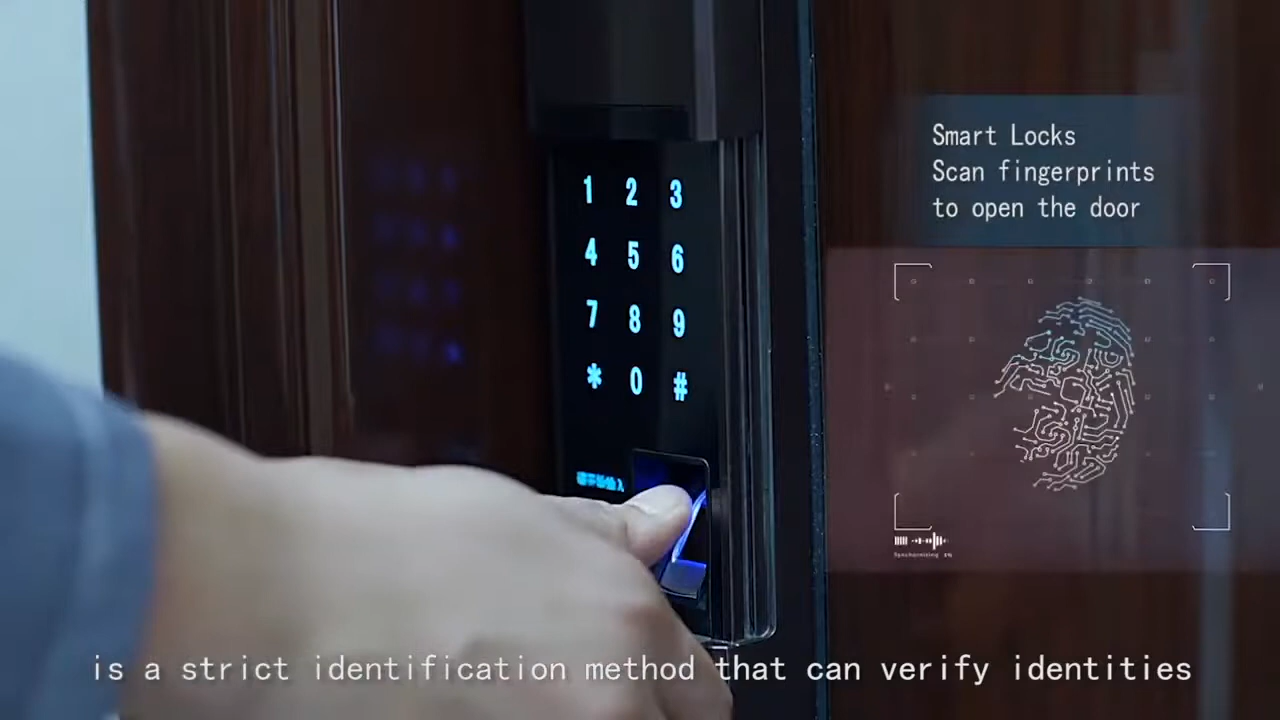 Smart Locks
Scan fingerprints
to open the door
1 2 3
4 5 6
7 8 9
* 0 #
Synchornising
is a strict identification method that can verify identities